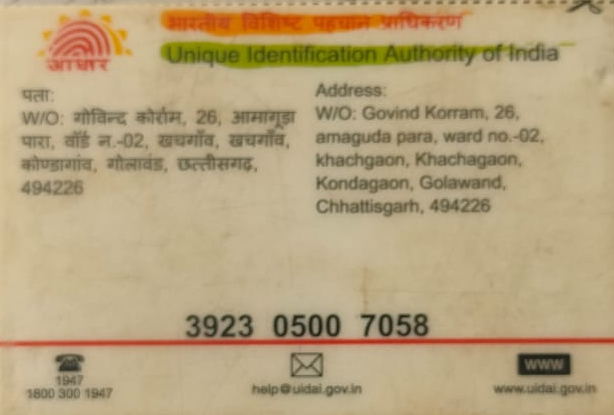 भारतीय विशिष्ट पहचान प्राधिकरण
Unique Identification Authority of India
आधार
पता:
W/O: गोविन्द कोर्राम, 26, आमागुड़ा
पारा, वॉर्ड न.-02, खचगाँव, खचगाँव,
कोण्डागांव, गोलावंड, छत्तीसगढ़,
494226
Address:
W/O: Govind Korram, 26,
amaguda para, ward no.-02,
khachgaon, Khachagaon,
Kondagaon, Golawand,
Chhattisgarh, 494226
3923 0500 7058
1947
1800 300 1947
help@uidai.gov.in
www
www.uidai.gov.in